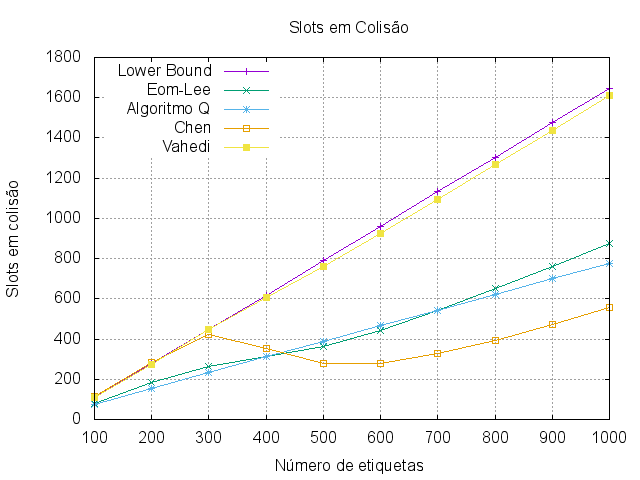 Slots em Colisão
1800
1600
1400
1200
1000
800
600
400
200
0
Slots em colisão
Lower Bound
Eom-Lee
Algoritmo Q
Chen
Vahedi
100 200 300 400 500 600 700 800 900 1000
Número de etiquetas